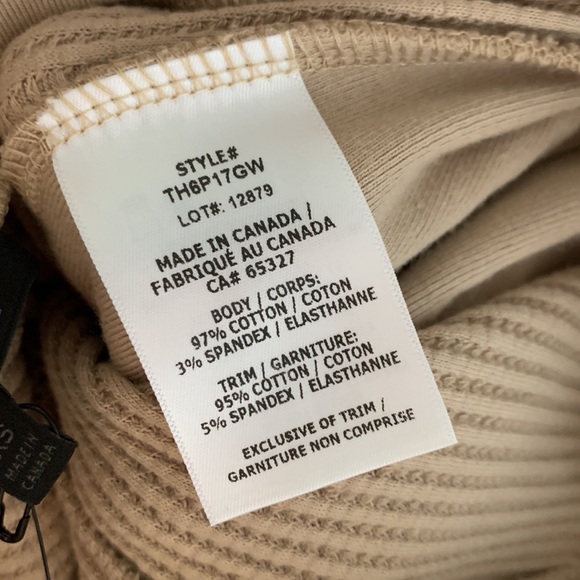 STYLE#
TH6P17GW
LOT#: 12879
MADE IN CANADA /
FABRIQUÉ AU CANADA
CA# 65327
BODY / CORPS:
97% COTTON / COTON
3% SPANDEX / ELASTHANNE
TRIM / GARNITURE:
95% COTTON / COTON
5% SPANDEX / ELASTHANNE
EXCLUSIVE OF TRIM /
GARNITURE NON COMPRISE
MADE IN
CANADA